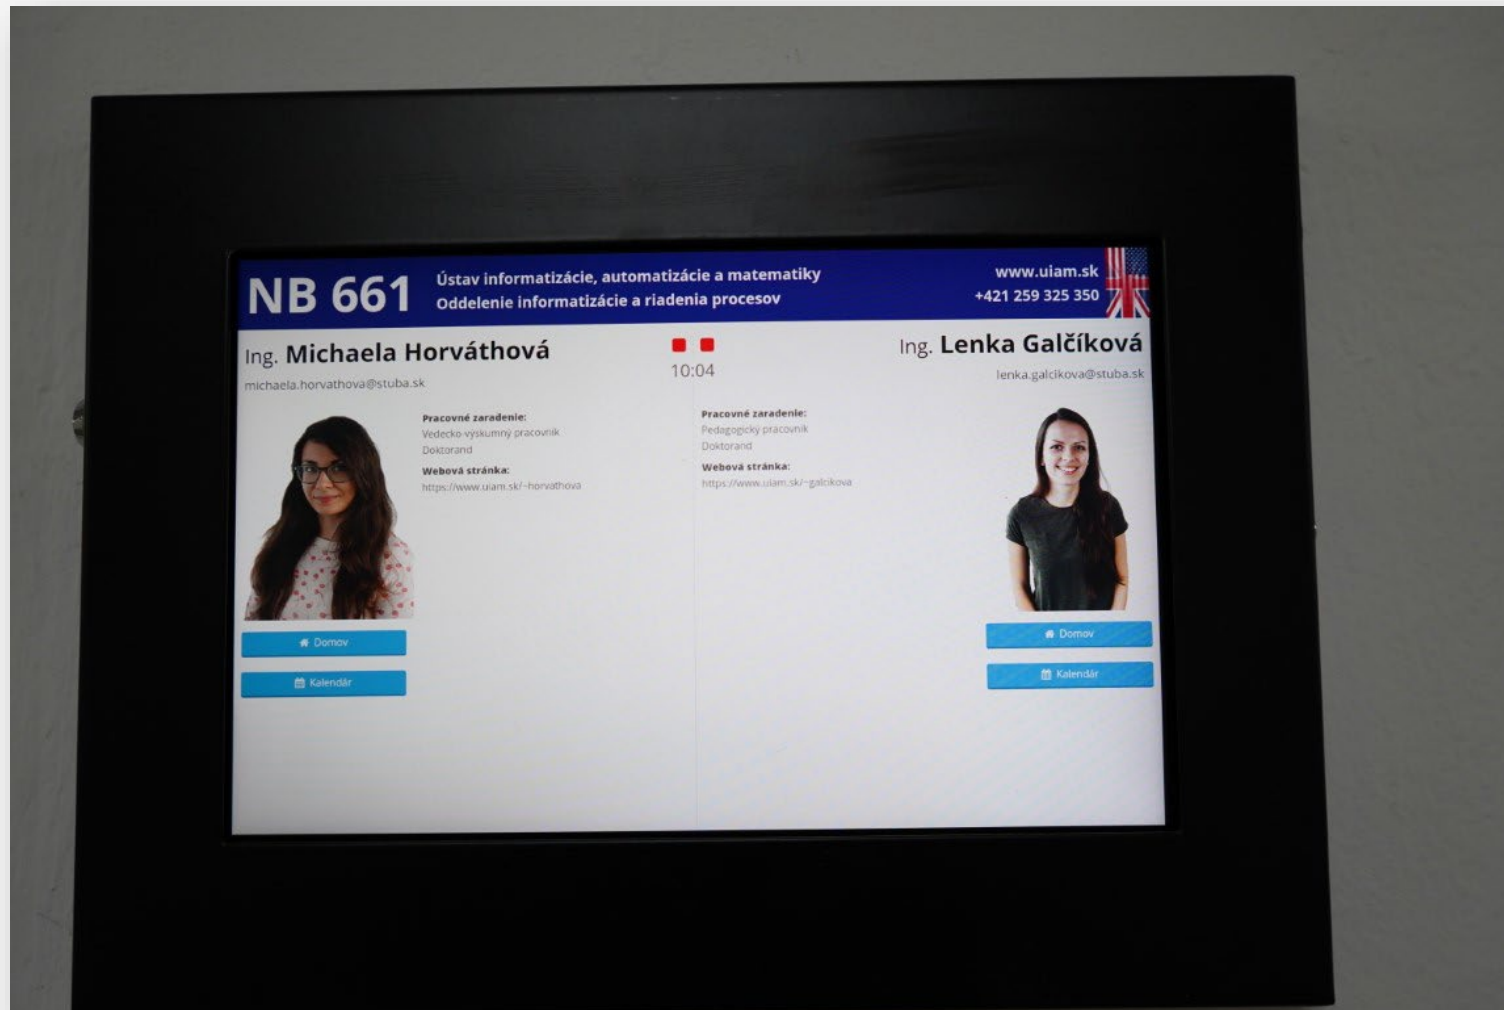 NB 661
Ústav informatizácie, automatizácie a matematiky
Oddelenie informatizácie a riadenia procesov
www.uiam.sk
+421 259 325 350
Ing. Michaela Horváthová
michaela.horvathova@stuba.sk
10:04
Ing. Lenka Galčíková
lenka.galcikova@stuba.sk
Pracovné zaradenie:
Vedecko-výskumný pracovník
Doktorand
Webová stránka:
https://www.uiam.sk/~horvathova
Pracovné zaradenie:
Pedagogický pracovník
Doktorand
Webová stránka:
https://www.uiam.sk/~galcikova
Domov
Kalendár
Domov
Kalendár